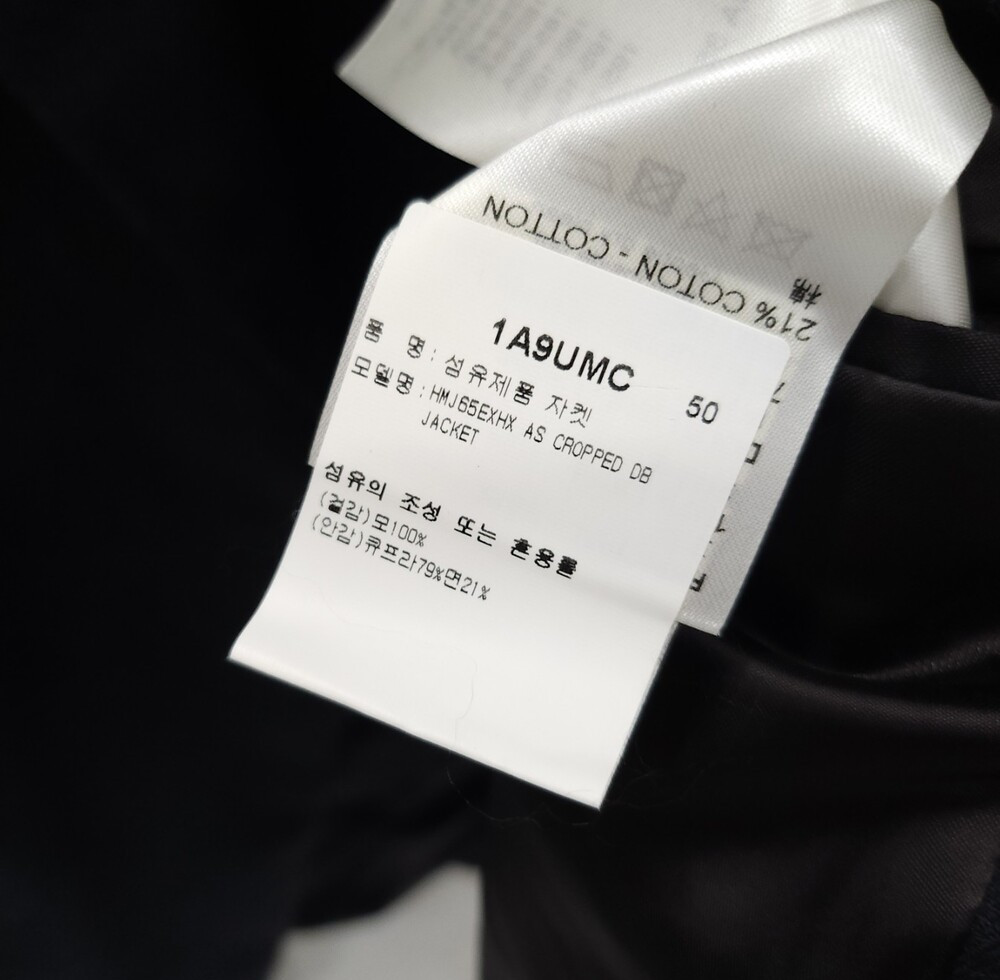 1A9UMC
50
품 명 : 섬유제품 자켓
모델명 : HMJ65EXHX AS CROPPED DB
JACKET
섬유의 조성 또는 혼용률
(겉감)모100%
(안감)큐프라79%면21%
21% COTON - COTTON
棉